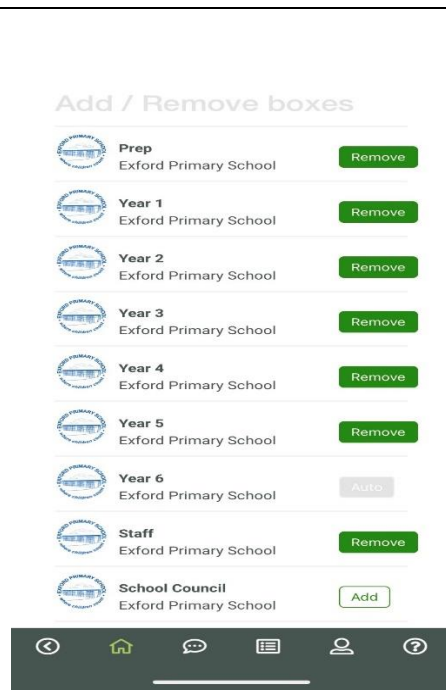 Add / Remove boxes
Prep
Exford Primary School
Remove
Year 1
Exford Primary School
Remove
Year 2
Exford Primary School
Remove
Year 3
Exford Primary School
Remove
Year 4
Exford Primary School
Remove
Year 5
Exford Primary School
Remove
Year 6
Exford Primary School
Auto
Staff
Exford Primary School
Remove
School Council
Exford Primary School
Add